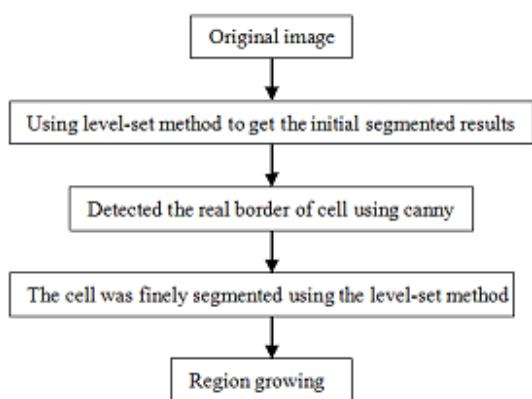 Original image
Using level-set method to get the initial segmented results
Detected the real border of cell using canny
The cell was finely segmented using the level-set method
Region growing